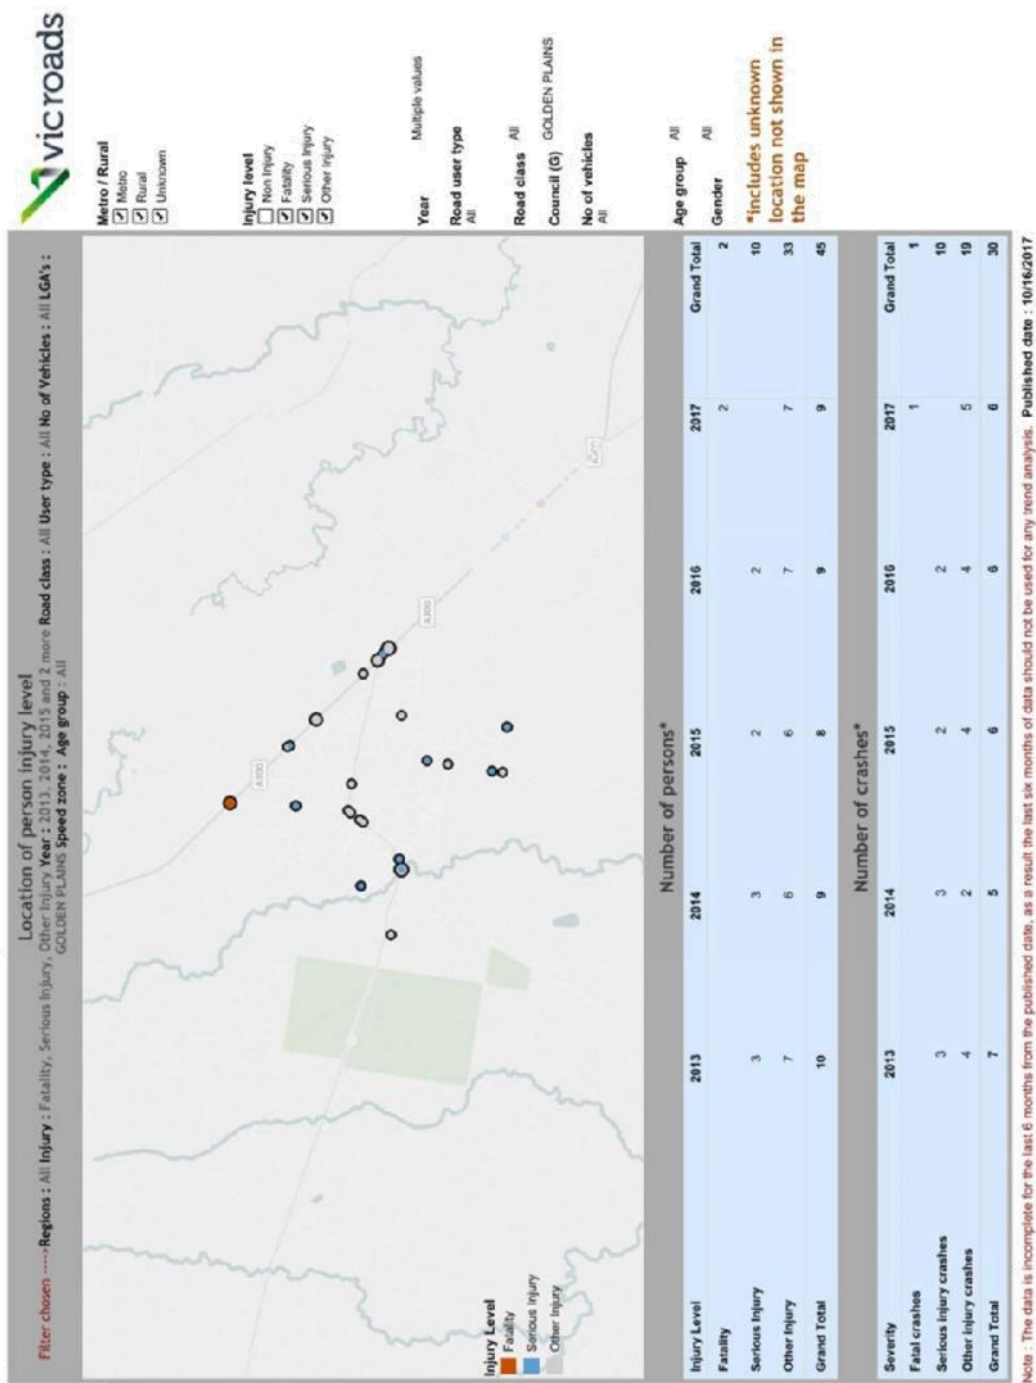 vicroads
Location of person injury level
Filter chosen ---->Regions : All Injury : Fatality, Serious Injury, Other Injury Year : 2013, 2014, 2015 and 2 more Road class : All User type : All No of Vehicles : All LGA's :
GOLDEN PLAINS Speed zone : Age group : All
A300
A300
Injury Level
Fatality
Serious Injury
Other Injury
Metro / Rural
Metro
Rural
Unknown
Injury level
Non Injury
Fatality
Serious Injury
Other Injury
Year Multiple values
Road user type
All
Road class All
Council (G) GOLDEN PLAINS
No of vehicles
All
Age group All
Gender All
*includes unknown
location not shown in
the map
Number of persons*
Injury Level 2013 2014 2015 2016 2017 Grand Total
Fatality 2 2
Serious Injury 3 3 2 2 10
Other Injury 7 6 6 7 7 33
Grand Total 10 9 8 9 9 45
Number of crashes*
Severity 2013 2014 2015 2016 2017 Grand Total
Fatal crashes 1 1
Serious injury crashes 3 3 2 2 10
Other injury crashes 4 2 4 4 5 19
Grand Total 7 5 6 6 6 30
Note : The data is incomplete for the last 6 months from the published date, as a result the last six months of data should not be used for any trend analysis. Published date : 10/16/2017